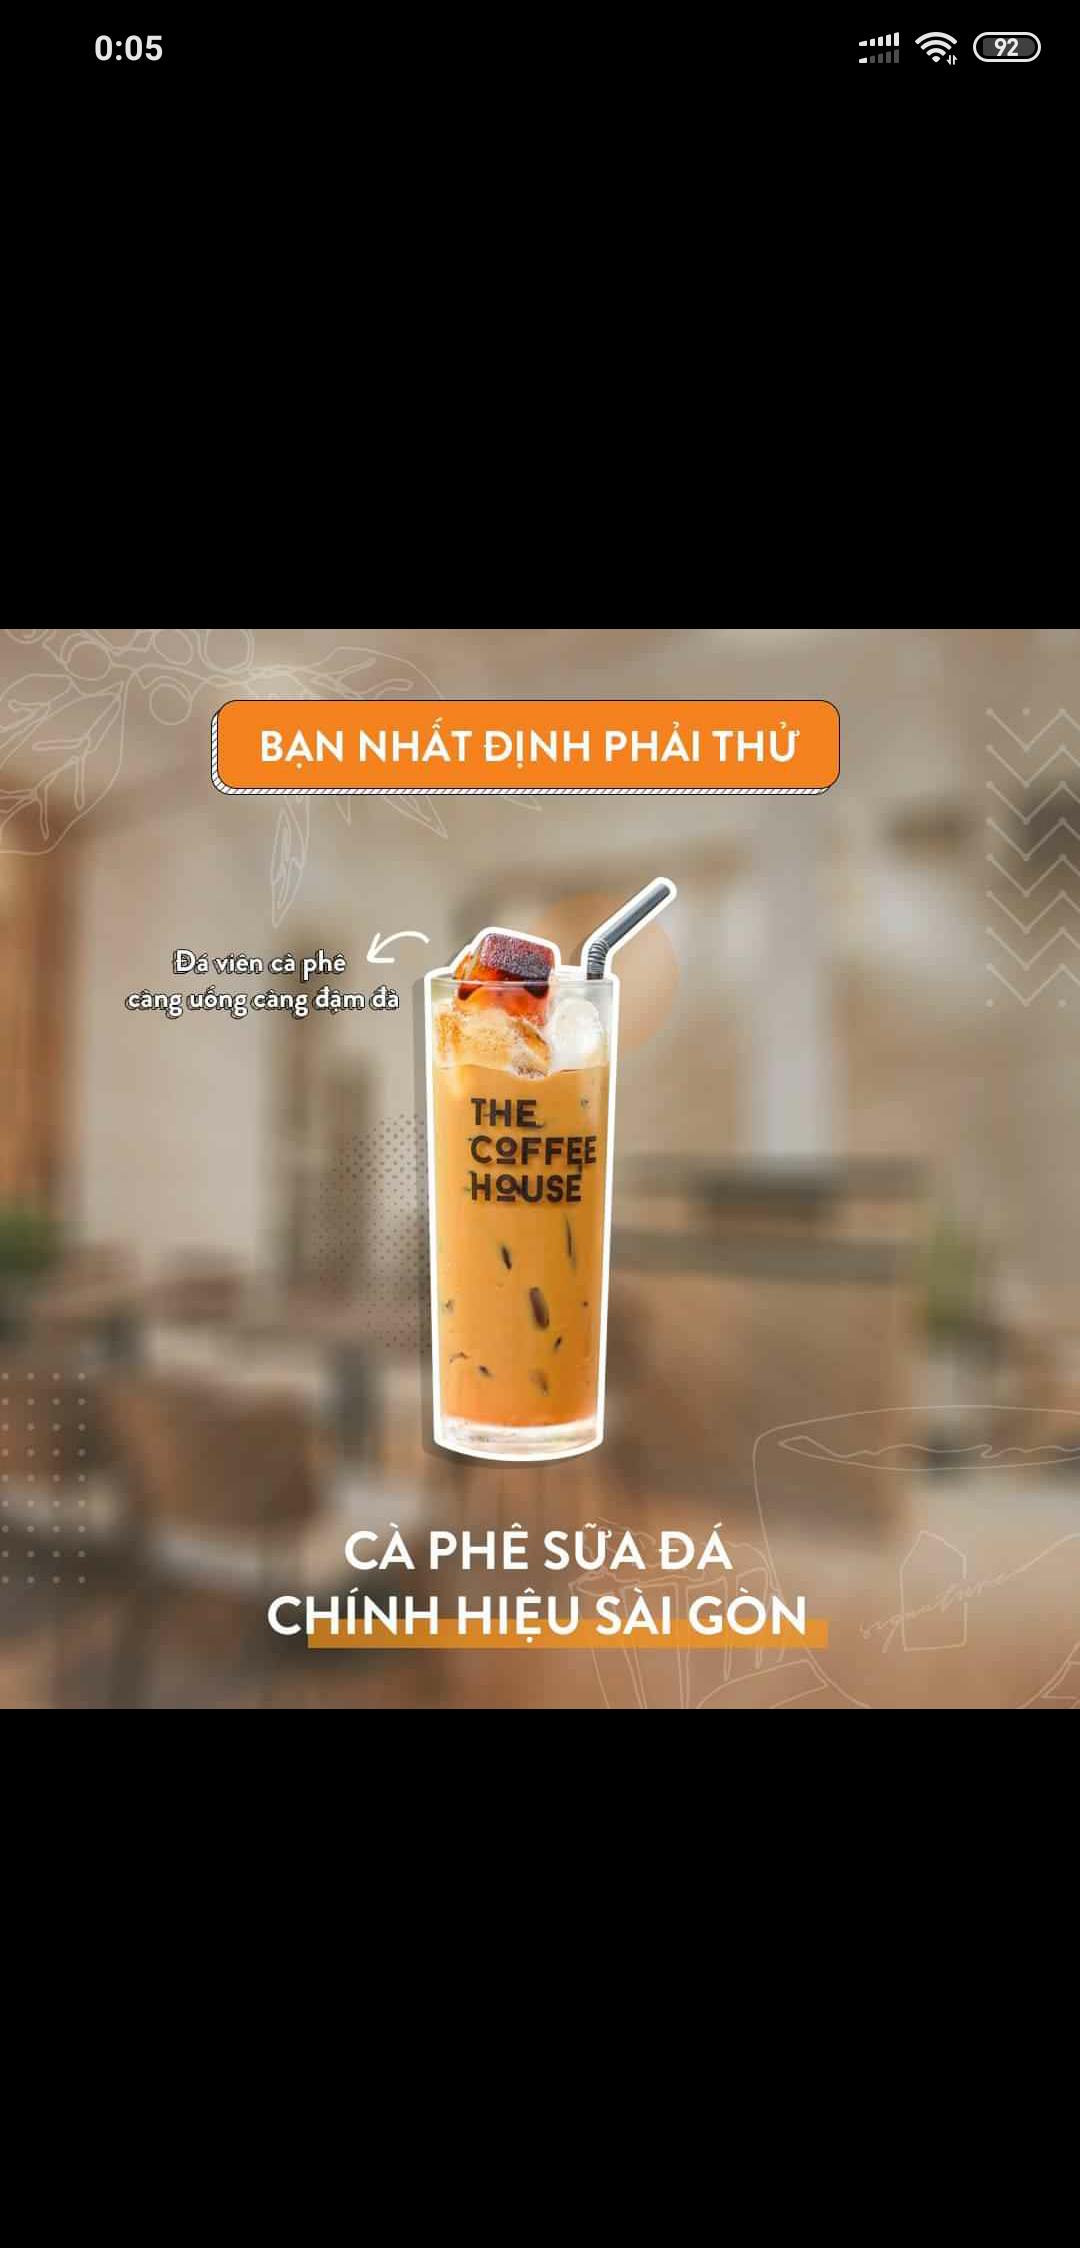 0:05
92
BẠN NHẤT ĐỊNH PHẢI THỬ
Đá viên cà phê
càng uống càng đậm đà
THE
COFFEE
HOUSE
CÀ PHÊ SỮA ĐÁ
CHÍNH HIỆU SÀI GÒN
signature